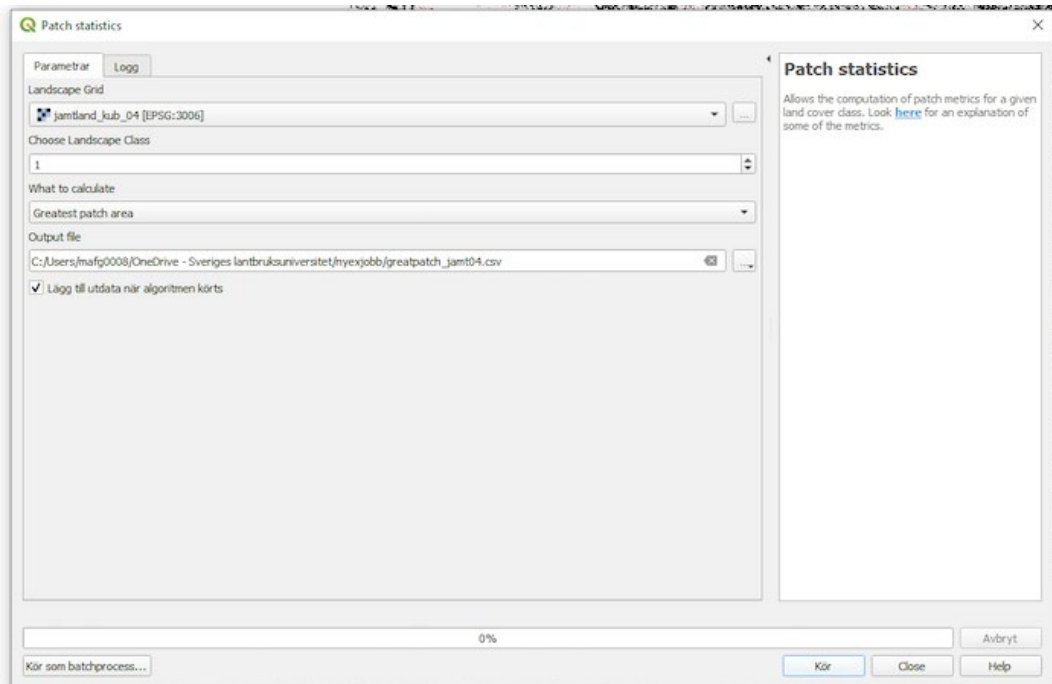 Patch statistics
Parametrar
Logg
Landscape Grid
jamtland_kub_04 [EPSG:3006]
...
Choose Landscape Class
1
What to calculate
Greatest patch area
Output file
C:/Users/mafg0008/OneDrive - Sveriges lantbruksuniversitet/nyexjobb/greatpatch_jamt04.csv
...
Lägg till utdata när algoritmen körts
Patch statistics
Allows the computation of patch metrics for a given
land cover class. Look here for an explanation of
some of the metrics.
0%
Avbryt
Kör som batchprocess...
Kör
Close
Help